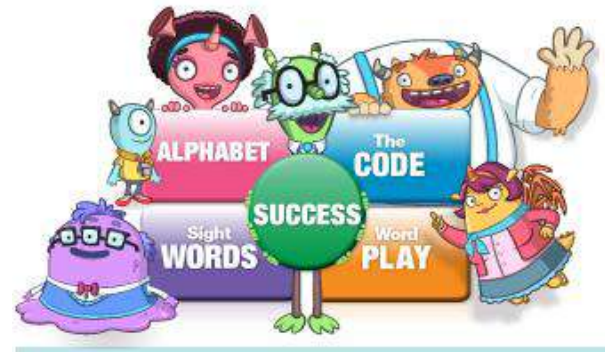 ALPHABET
The
CODE
SUCCESS
Sight
WORDS
Word
PLAY